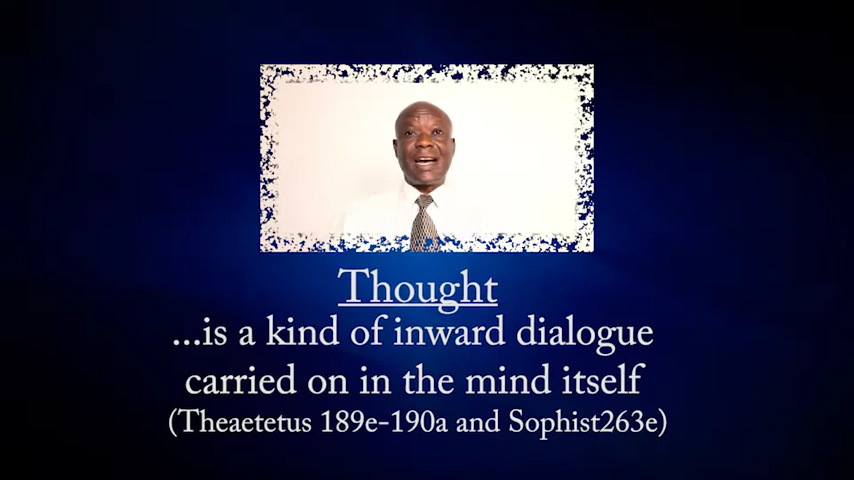 Thought
...is a kind of inward dialogue
carried on in the mind itself
(Theaetetus 189e-190a and Sophist263e)